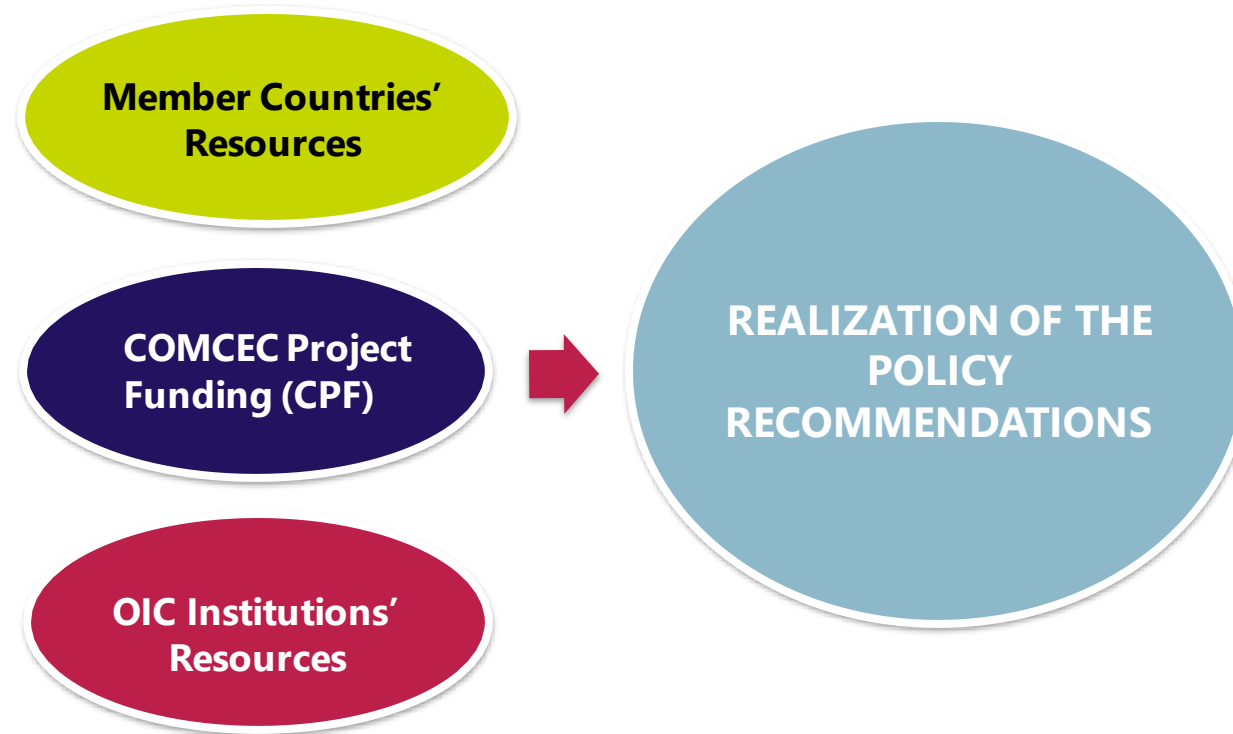 Member Countries’
Resources
COMCEC Project
Funding (CPF)
OIC Institutions’
Resources
REALIZATION OF THE
POLICY
RECOMMENDATIONS